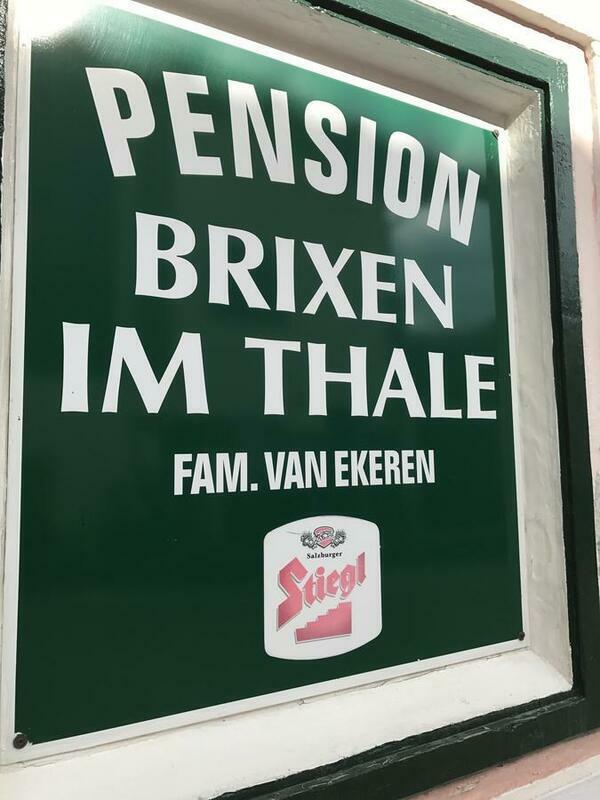 PENSION
BRIXEN
IM THALE
FAM. VAN EKEREN
Salzburger
Stiegl